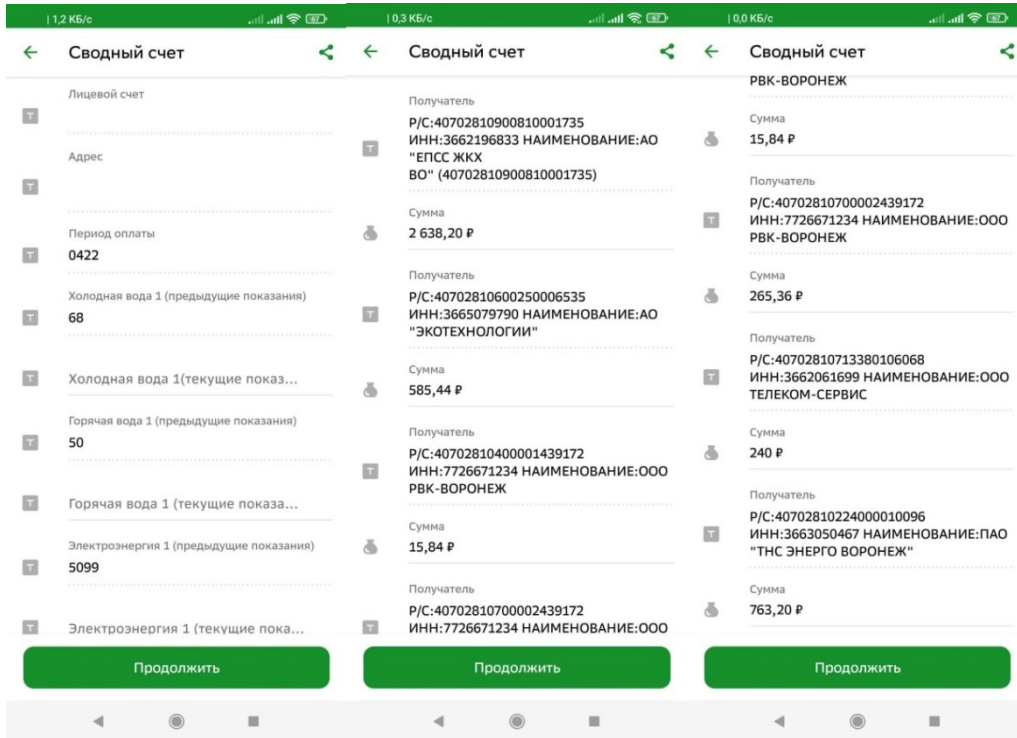 1,2 КБ/с
67
Сводный счет
Лицевой счет
Адрес
Период оплаты
0422
Холодная вода 1 (предыдущие показания)
68
Холодная вода 1(текущие показ...
Горячая вода 1 (предыдущие показания)
50
Горячая вода 1 (текущие показа...
Электроэнергия 1 (предыдущие показания)
5099
Электроэнергия 1 (текущие пока...
Продолжить
0,3 КБ/с
67
Сводный счет
Получатель
Р/С:40702810900810001735
ИНН:3662196833 НАИМЕНОВАНИЕ:АО
"ЕПСС ЖКХ
ВО" (40702810900810001735)
Сумма
2 638,20 ₽
Получатель
Р/С:40702810600250006535
ИНН:3665079790 НАИМЕНОВАНИЕ:АО
"ЭКОТЕХНОЛОГИИ"
Сумма
585,44 ₽
Получатель
Р/С:40702810400001439172
ИНН:7726671234 НАИМЕНОВАНИЕ:ООО
РВК-ВОРОНЕЖ
Сумма
15,84 ₽
Получатель
Р/С:40702810700002439172
ИНН:7726671234 НАИМЕНОВАНИЕ:ООО
Продолжить
0,0 КБ/с
67
Сводный счет
РВК-ВОРОНЕЖ
Сумма
15,84 ₽
Получатель
Р/С:40702810700002439172
ИНН:7726671234 НАИМЕНОВАНИЕ:ООО
РВК-ВОРОНЕЖ
Сумма
265,36 ₽
Получатель
Р/С:40702810713380106068
ИНН:3662061699 НАИМЕНОВАНИЕ:ООО
ТЕЛЕКОМ-СЕРВИС
Сумма
240 ₽
Получатель
Р/С:40702810224000010096
ИНН:3663050467 НАИМЕНОВАНИЕ:ПАО
"ТНС ЭНЕРГО ВОРОНЕЖ"
Сумма
763,20 ₽
Продолжить